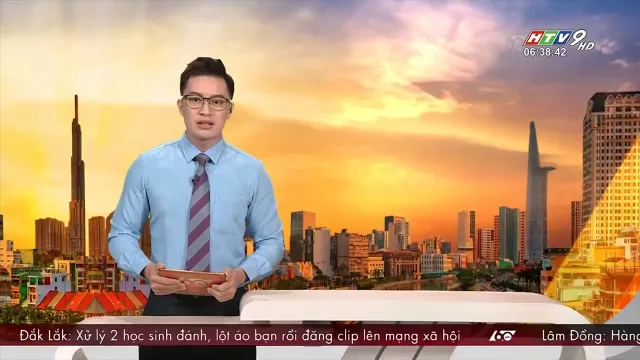 HTV9 HD
06:38:42
Đắk Lắk: Xử lý 2 học sinh đánh, lột áo bạn rồi đăng clip lên mạng xã hội
Lâm Đồng: Hàng